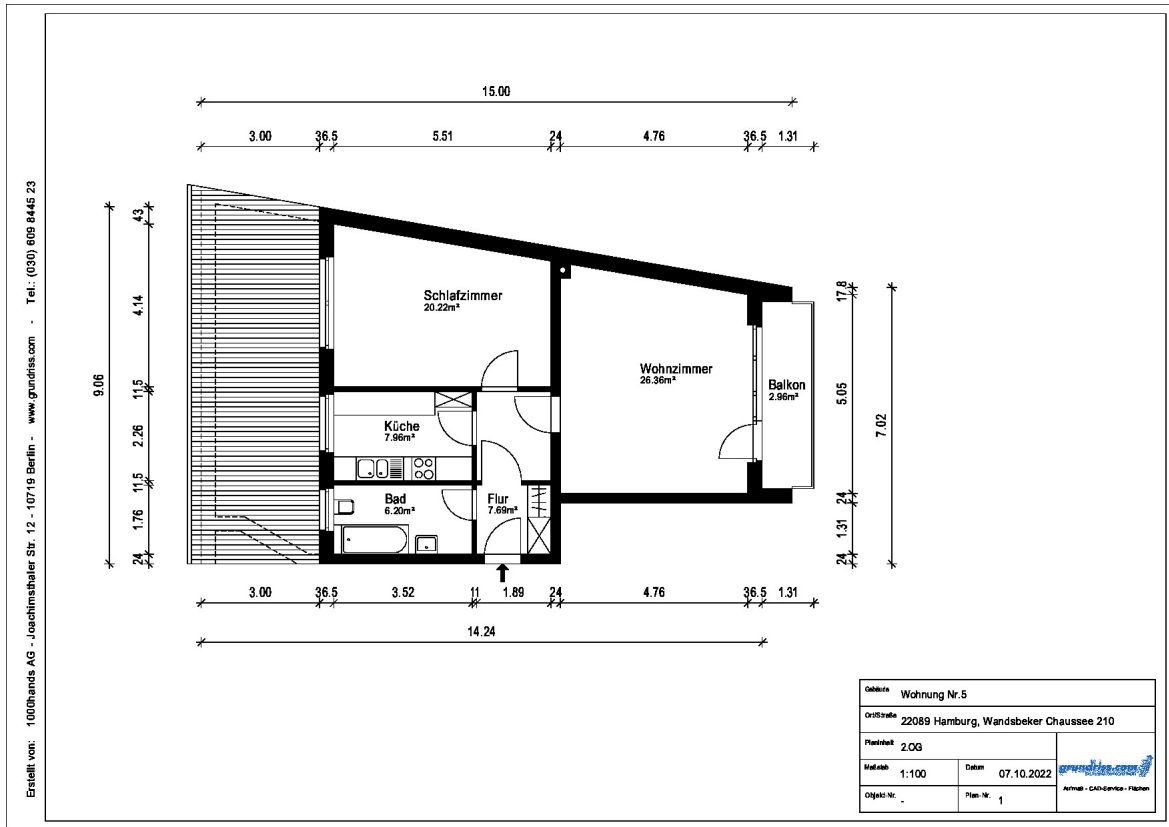 15.00
3.00 36.5 5.51 24 4.76 36.5 1.31
43
4.14
11.5
2.26
11.5
1.76
24
9.06
Schlafzimmer
20.22m²
Wohnzimmer
26.36m²
Balkon
2.96m²
Küche
7.96m²
Bad
6.20m²
Flur
7.69m²
17.8
5.05
24
1.31
24
7.02
3.00 36.5 3.52 11 1.89 24 4.76 36.5 1.31
14.24
Erstellt von: 1000hands AG - Joachimsthaler Str. 12 - 10719 Berlin - www.grundriss.com - Tel.: (030) 609 8445 23
Gebäude Wohnung Nr.5
Ort/Straße 22089 Hamburg, Wandsbeker Chaussee 210
Planinhalt 2.OG
Maßstab 1:100 Datum 07.10.2022
Objekt-Nr. - Plan-Nr. 1
grundriss.com
Aufmaß - CAD-Service - Flächen